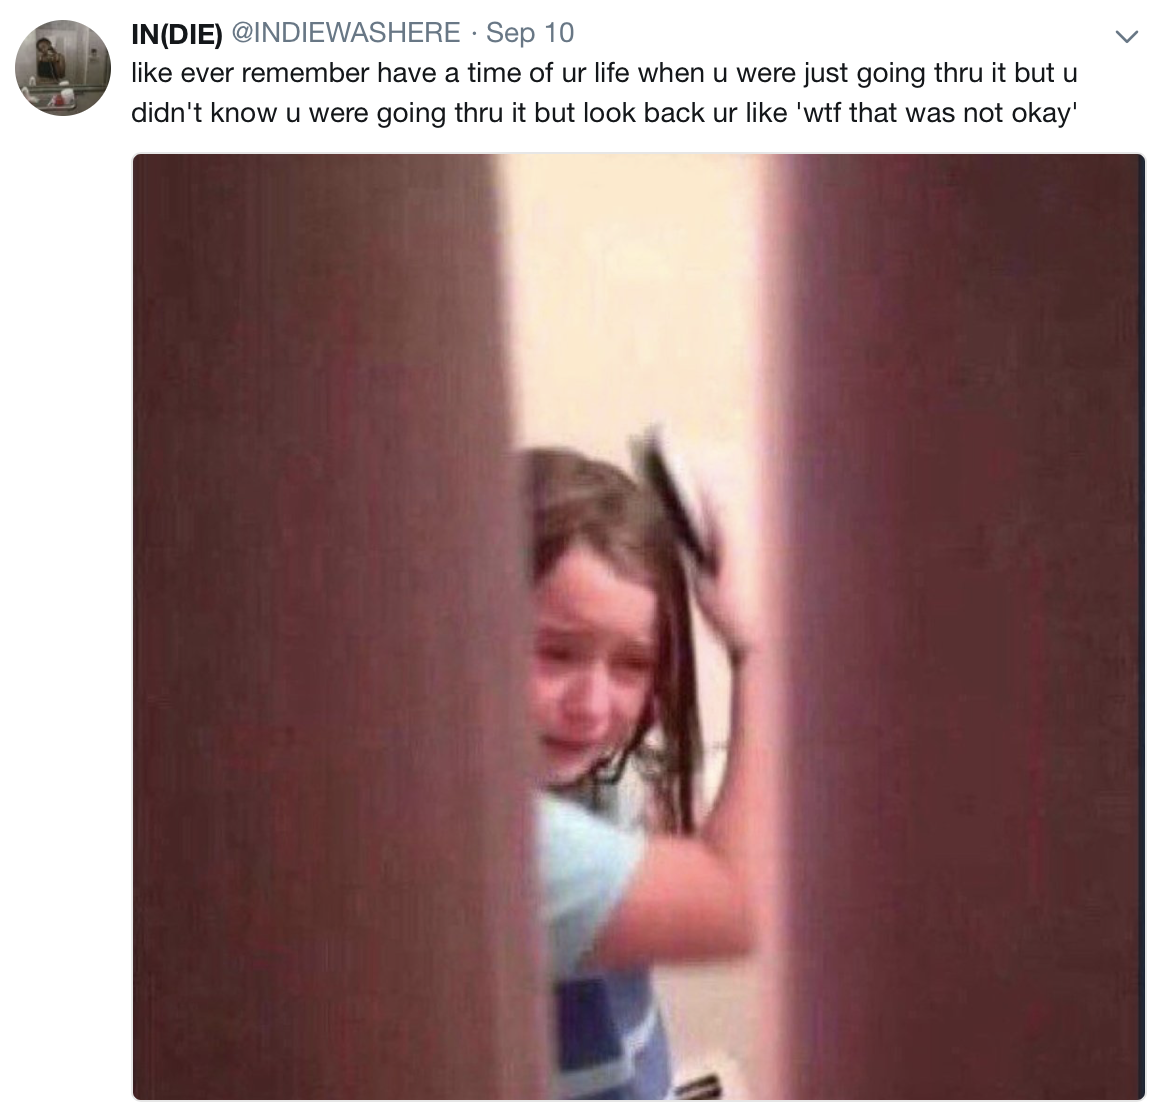 IN(DIE) @INDIEWASHERE · Sep 10
like ever remember have a time of ur life when u were just going thru it but u
didn't know u were going thru it but look back ur like 'wtf that was not okay'